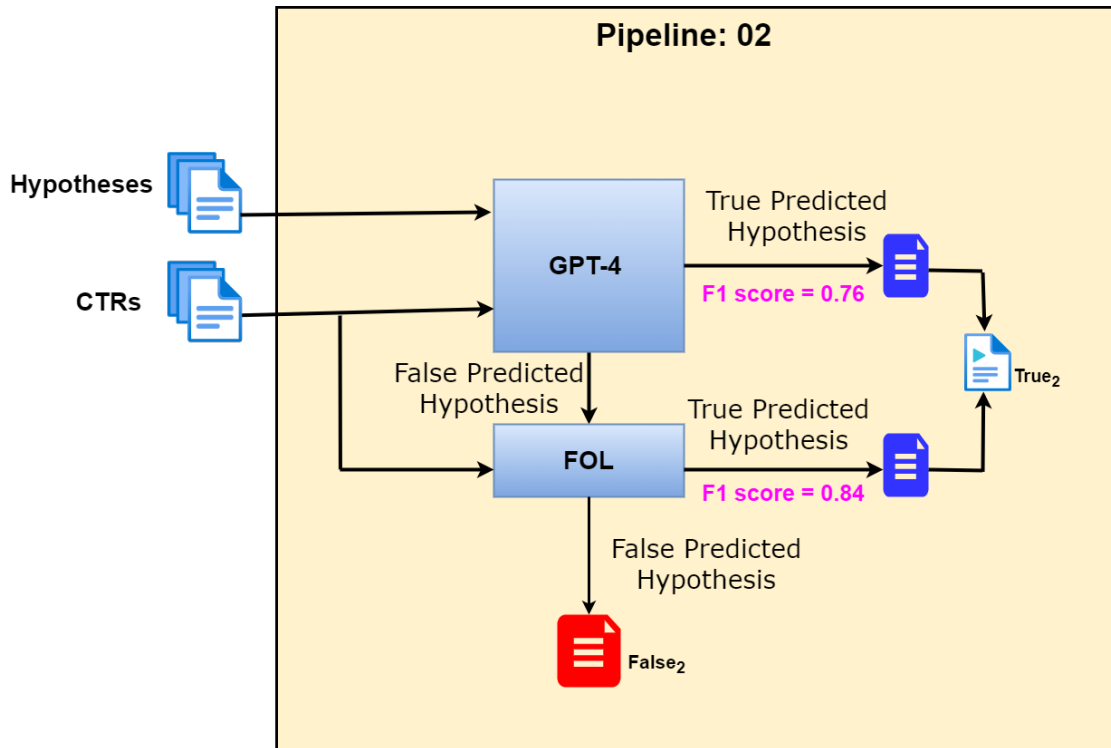 Pipeline: 02
Hypotheses
CTRs
GPT-4
True Predicted
Hypothesis
F1 score = 0.76
True₂
False Predicted
Hypothesis
FOL
True Predicted
Hypothesis
F1 score = 0.84
False Predicted
Hypothesis
False₂